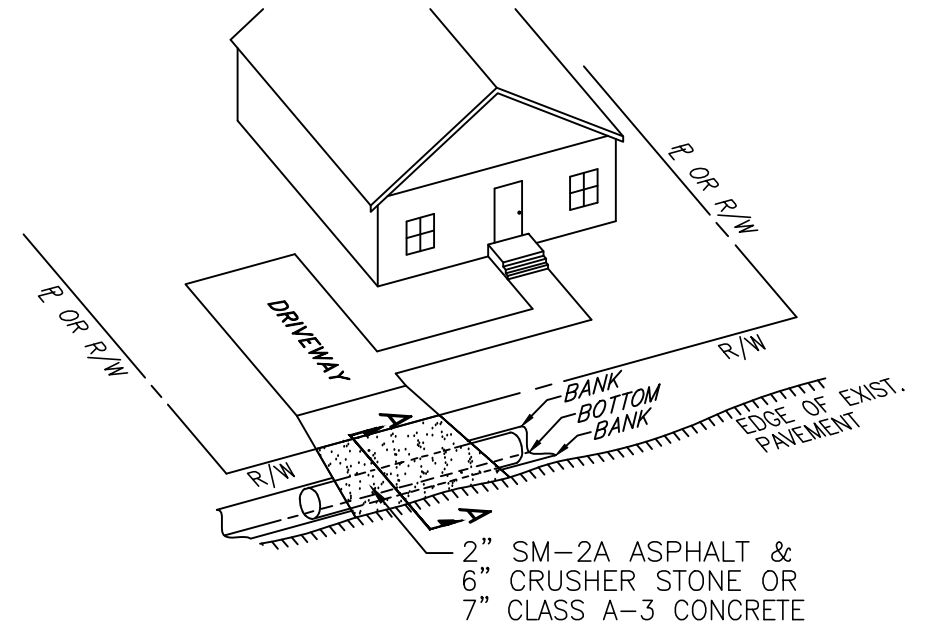 ℄ OR R/W
℄ OR R/W
DRIVEWAY
R/W
BANK
BOTTOM
BANK
EDGE OF EXIST.
PAVEMENT
A
R/W
A
2” SM-2A ASPHALT &
6” CRUSHER STONE OR
7” CLASS A-3 CONCRETE